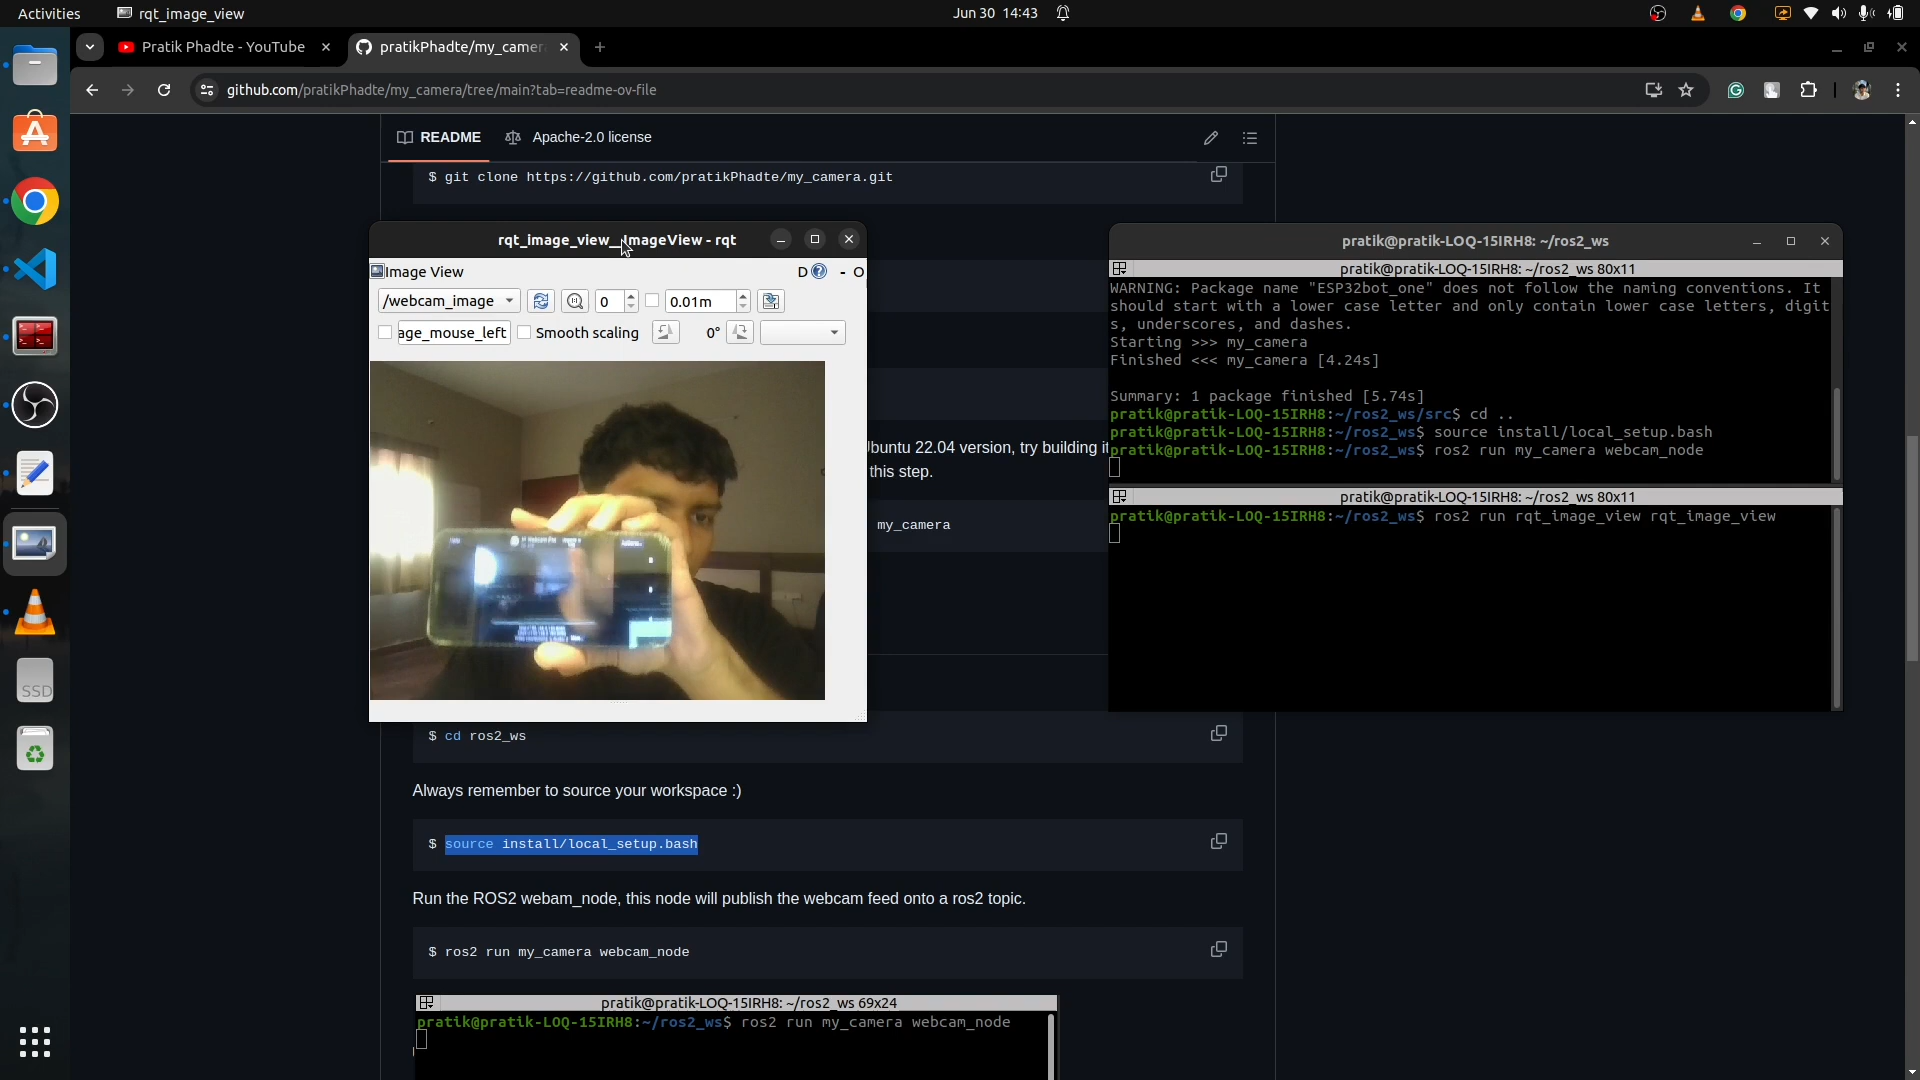 Activities rqt_image_view Jun 30 14:43
Pratik Phadte - YouTube pratikPhadte/my_camer
github.com/pratikPhadte/my_camera/tree/main?tab=readme-ov-file
README Apache-2.0 license
$ git clone https://github.com/pratikPhadte/my_camera.git
rqt_image_view__ImageView - rqt
Image View D ? - O
/webcam_image 0 0.01m
age_mouse_left Smooth scaling 0°
Ubuntu 22.04 version, try building it
this step.
my_camera
pratik@pratik-LOQ-15IRH8: ~/ros2_ws
pratik@pratik-LOQ-15IRH8: ~/ros2_ws 80x11
WARNING: Package name "ESP32bot_one" does not follow the naming conventions. It
should start with a lower case letter and only contain lower case letters, digit
s, underscores, and dashes.
Starting >>> my_camera
Finished <<< my_camera [4.24s]
Summary: 1 package finished [5.74s]
pratik@pratik-LOQ-15IRH8:~/ros2_ws/src$ cd ..
pratik@pratik-LOQ-15IRH8:~/ros2_ws$ source install/local_setup.bash
pratik@pratik-LOQ-15IRH8:~/ros2_ws$ ros2 run my_camera webcam_node
pratik@pratik-LOQ-15IRH8: ~/ros2_ws 80x11
pratik@pratik-LOQ-15IRH8:~/ros2_ws$ ros2 run rqt_image_view rqt_image_view
SSD
$ cd ros2_ws
Always remember to source your workspace :)
$ source install/local_setup.bash
Run the ROS2 webam_node, this node will publish the webcam feed onto a ros2 topic.
$ ros2 run my_camera webcam_node
pratik@pratik-LOQ-15IRH8: ~/ros2_ws 69x24
pratik@pratik-LOQ-15IRH8:~/ros2_ws$ ros2 run my_camera webcam_node